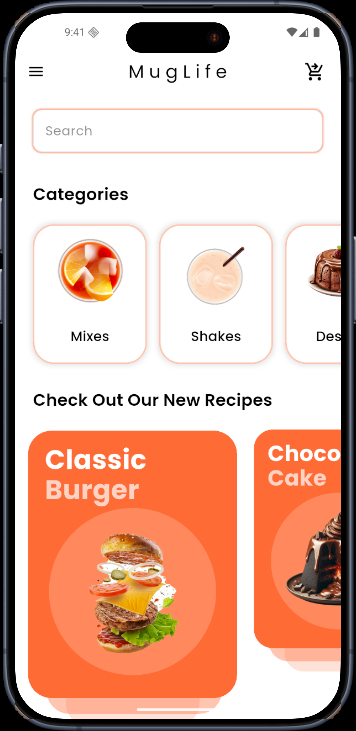 9:41
MugLife
Search
Categories
Mixes
Shakes
Des
Check Out Our New Recipes
Classic
Burger
Choco
Cake